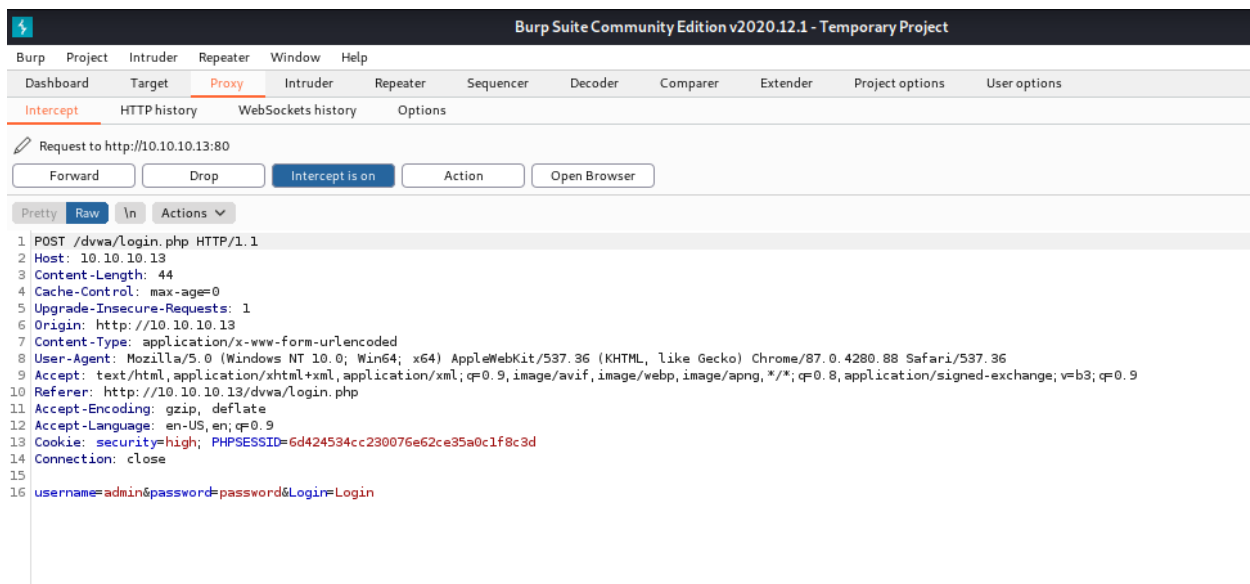 Burp Suite Community Edition v2020.12.1 - Temporary Project
Burp Project Intruder Repeater Window Help
Dashboard Target Proxy Intruder Repeater Sequencer Decoder Comparer Extender Project options User options
Intercept HTTP history WebSockets history Options
Request to http://10.10.10.13:80
Forward Drop Intercept is on Action Open Browser
Pretty Raw \n Actions
1 POST /dvwa/login.php HTTP/1.1
2 Host: 10.10.10.13
3 Content-Length: 44
4 Cache-Control: max-age=0
5 Upgrade-Insecure-Requests: 1
6 Origin: http://10.10.10.13
7 Content-Type: application/x-www-form-urlencoded
8 User-Agent: Mozilla/5.0 (Windows NT 10.0; Win64; x64) AppleWebKit/537.36 (KHTML, like Gecko) Chrome/87.0.4280.88 Safari/537.36
9 Accept: text/html,application/xhtml+xml,application/xml;q=0.9,image/avif,image/webp,image/apng,*/*;q=0.8,application/signed-exchange;v=b3;q=0.9
10 Referer: http://10.10.10.13/dvwa/login.php
11 Accept-Encoding: gzip, deflate
12 Accept-Language: en-US,en;q=0.9
13 Cookie: security=high; PHPSESSID=6d424534cc230076e62ce35a0c1f8c3d
14 Connection: close
15
16 username=admin&password=password&Login=Login